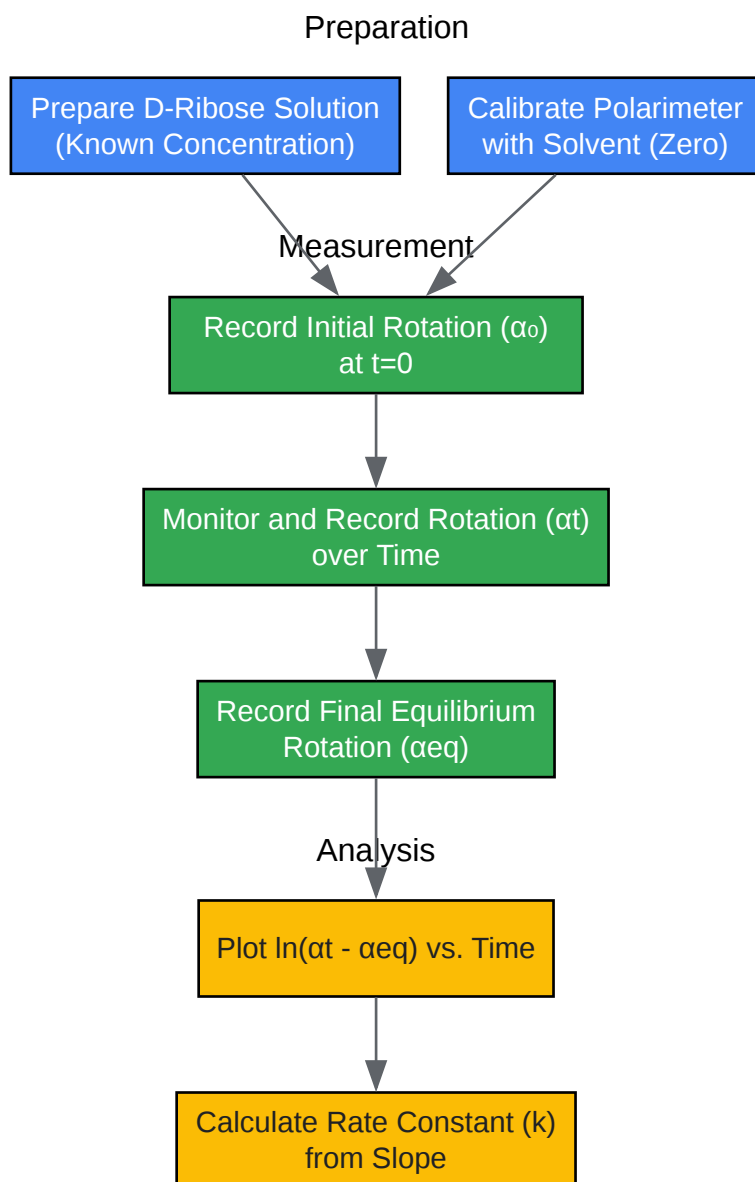 Preparation
Prepare D-Ribose Solution
(Known Concentration)
Calibrate Polarimeter
with Solvent (Zero)
Measurement
Record Initial Rotation (α₀)
at t=0
Monitor and Record Rotation (αt)
over Time
Record Final Equilibrium
Rotation (αeq)
Analysis
Plot ln(αt - αeq) vs. Time
Calculate Rate Constant (k)
from Slope